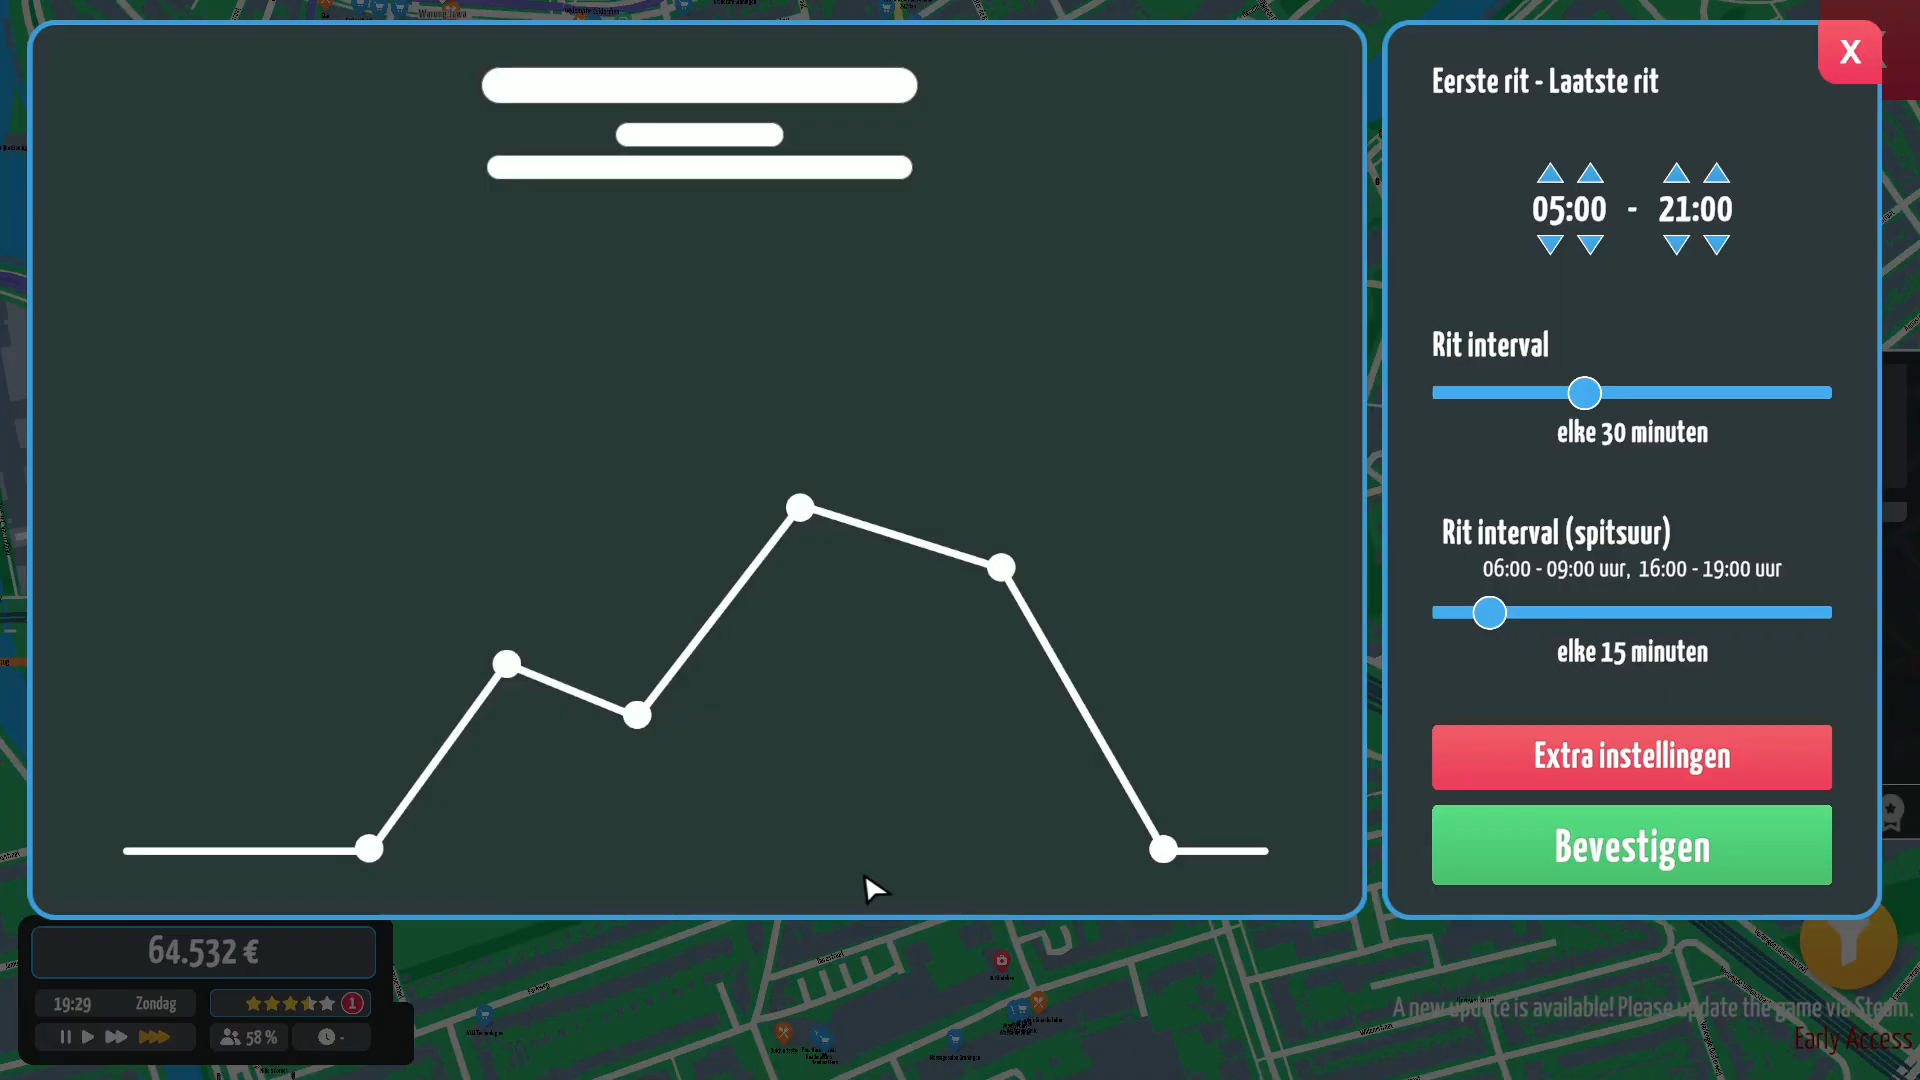 X
Eerste rit - Laatste rit
05:00 - 21:00
Rit interval
elke 30 minuten
Rit interval (spitsuur)
06:00 - 09:00 uur, 16:00 - 19:00 uur
elke 15 minuten
Extra instellingen
Bevestigen
64.532 €
19:29 Zondag
1
58 %
-
A new update is available! Please update the game via Steam.
Early Access